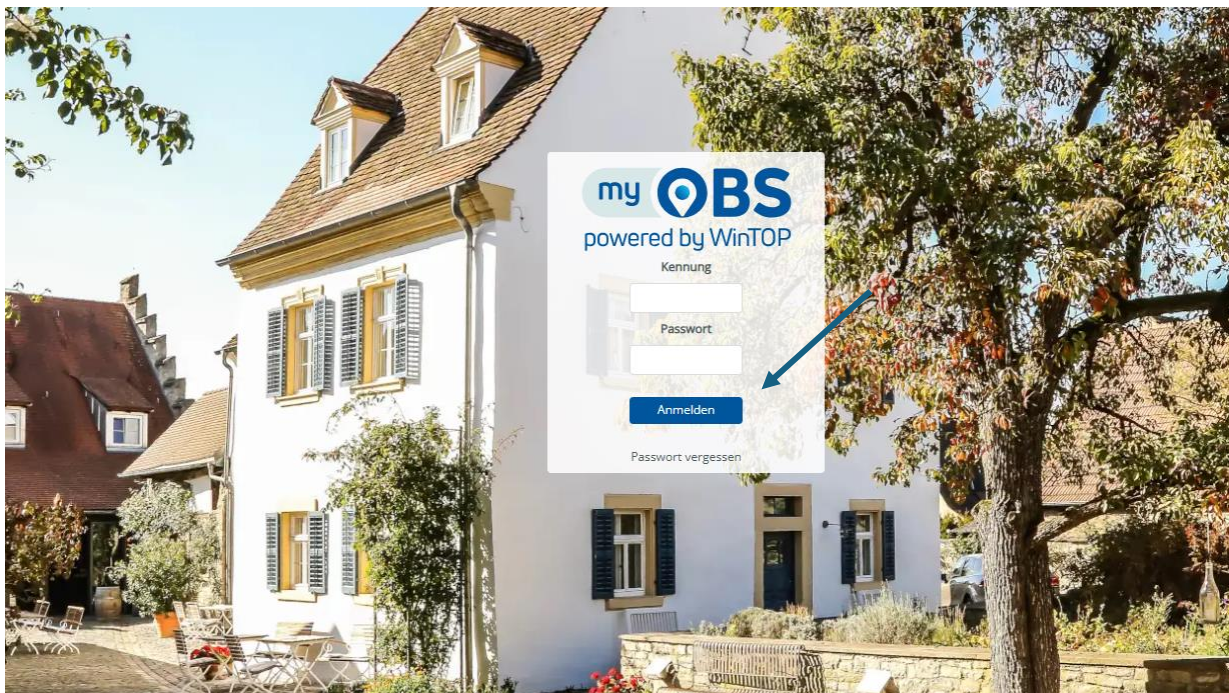 my OBS
powered by WinTOP
Kennung
Passwort
Anmelden
Passwort vergessen